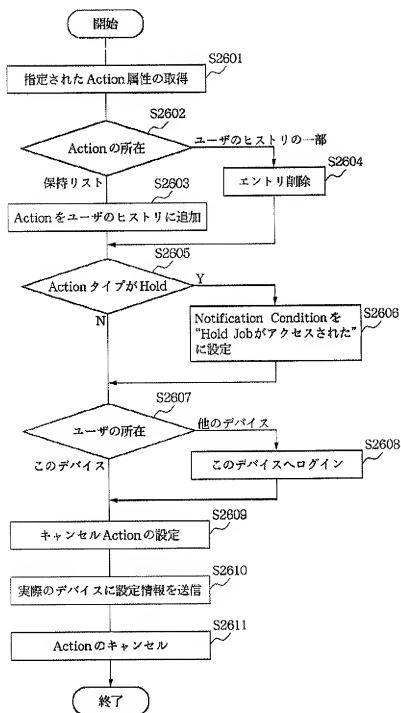 開始
S2601
指定されたAction属性の取得
S2602
Actionの所在
ユーザのヒストリの一部
S2604
エントリ削除
保持リスト
S2603
Actionをユーザのヒストリに追加
S2605
ActionタイプがHold
Y
N
S2606
Notification Conditionを
“Hold Jobがアクセスされた”
に設定
S2607
ユーザの所在
他のデバイス
S2608
このデバイスへログイン
このデバイス
S2609
キャンセルActionの設定
S2610
実際のデバイスに設定情報を送信
S2611
Actionのキャンセル
終了